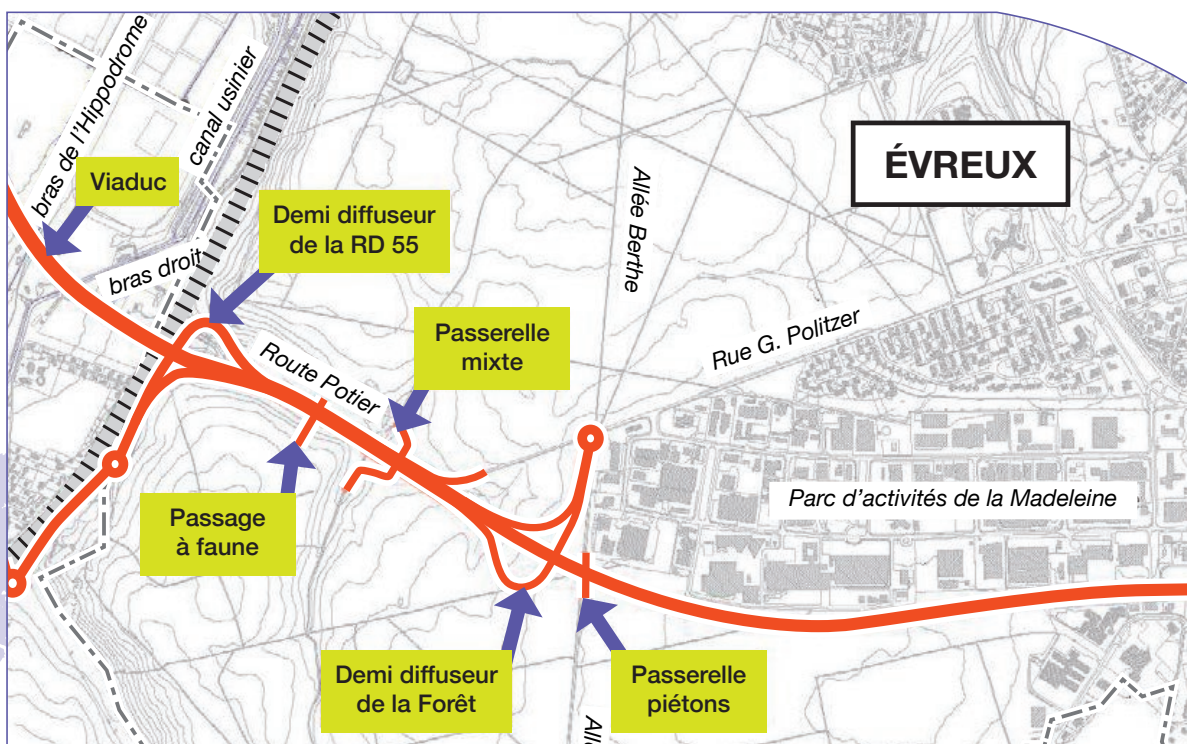 bras de l'Hippodrome
canal usinier
ÉVREUX
Viaduc
Demi diffuseur
de la RD 55
Allée Berthe
bras droit
Passerelle
mixte
Rue G. Politzer
Route Potier
Parc d'activités de la Madeleine
Passage
à faune
Demi diffuseur
de la Forêt
Passerelle
piétons